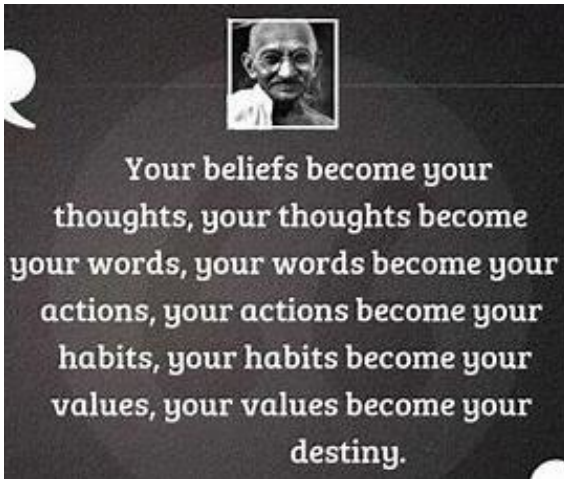 Your beliefs become your
thoughts, your thoughts become
your words, your words become your
actions, your actions become your
habits, your habits become your
values, your values become your
destiny.